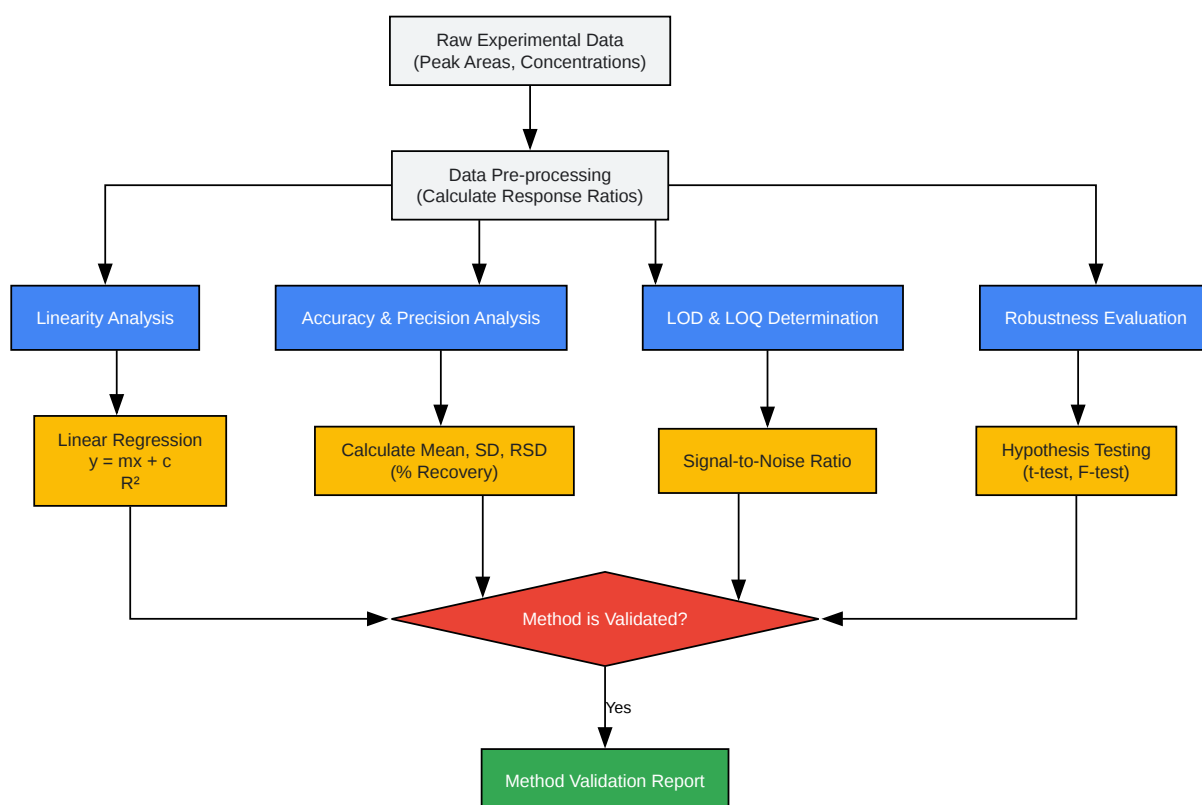 Raw Experimental Data
(Peak Areas, Concentrations)
Data Pre-processing
(Calculate Response Ratios)
Linearity Analysis
Accuracy & Precision Analysis
LOD & LOQ Determination
Robustness Evaluation
Linear Regression
y = mx + c
R²
Calculate Mean, SD, RSD
(% Recovery)
Signal-to-Noise Ratio
Hypothesis Testing
(t-test, F-test)
Method is Validated?
Yes
Method Validation Report